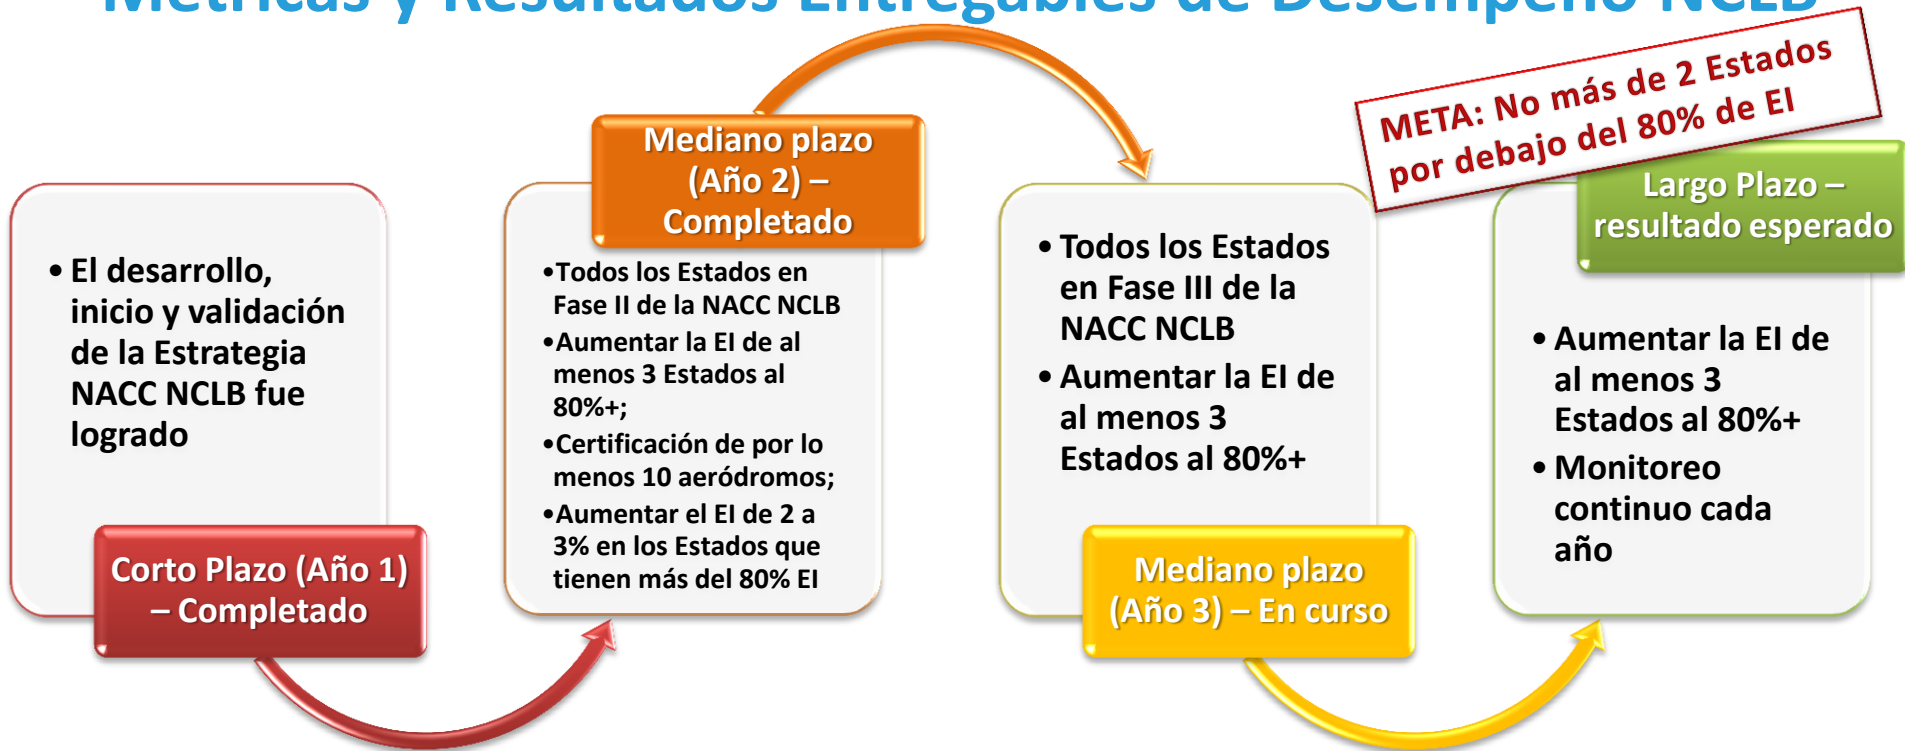 Métricas y Resultados Entregables de Desempeño NCLB
META: No más de 2 Estados
por debajo del 80% de EI
• El desarrollo,
inicio y validación
de la Estrategia
NACC NCLB fue
logrado
Corto Plazo (Año 1)
– Completado
Mediano plazo
(Año 2) –
Completado
•Todos los Estados en
Fase II de la NACC NCLB
•Aumentar la EI de al
menos 3 Estados al
80%+;
•Certificación de por lo
menos 10 aeródromos;
•Aumentar el EI de 2 a
3% en los Estados que
tienen más del 80% EI
• Todos los Estados
en Fase III de la
NACC NCLB
• Aumentar la EI de
al menos 3
Estados al 80%+
Mediano plazo
(Año 3) – En curso
Largo Plazo –
resultado esperado
• Aumentar la EI de
al menos 3
Estados al 80%+
• Monitoreo
continuo cada
año